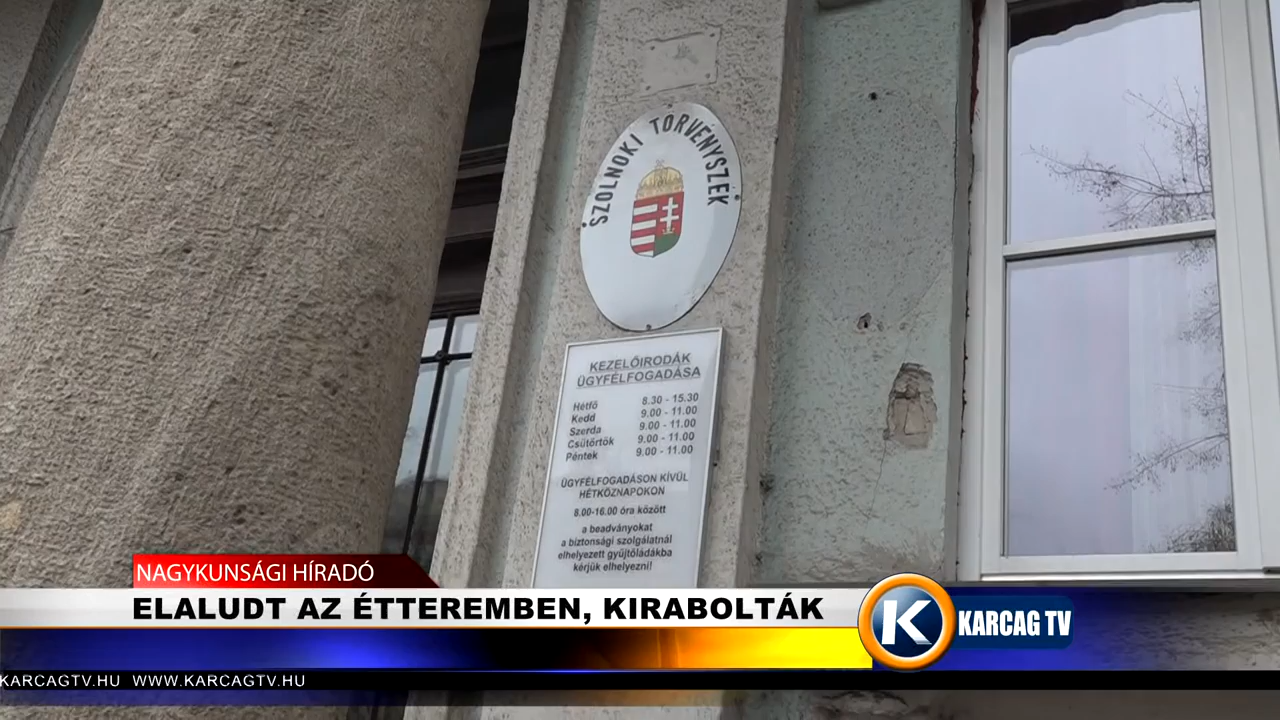 SZOLNOKI TÖRVÉNYSZÉK
KEZELŐIRODÁK
ÜGYFÉLFOGADÁSA
Hétfő 8.30 - 15.30
Kedd 9.00 - 11.00
Szerda 9.00 - 11.00
Csütörtök 9.00 - 11.00
Péntek 9.00 - 11.00
ÜGYFÉLFOGADÁSON KÍVÜL
HÉTKÖZNAPOKON
8.00-16.00 óra között
a beadványokat
a biztonsági szolgálatnál
elhelyezett gyűjtőládákba
kérjük elhelyezni!
NAGYKUNSÁGI HÍRADÓ
ELALUDT AZ ÉTTEREMBEN, KIRABOLTÁK
K KARCAG TV
KARCAGTV.HU WWW.KARCAGTV.HU